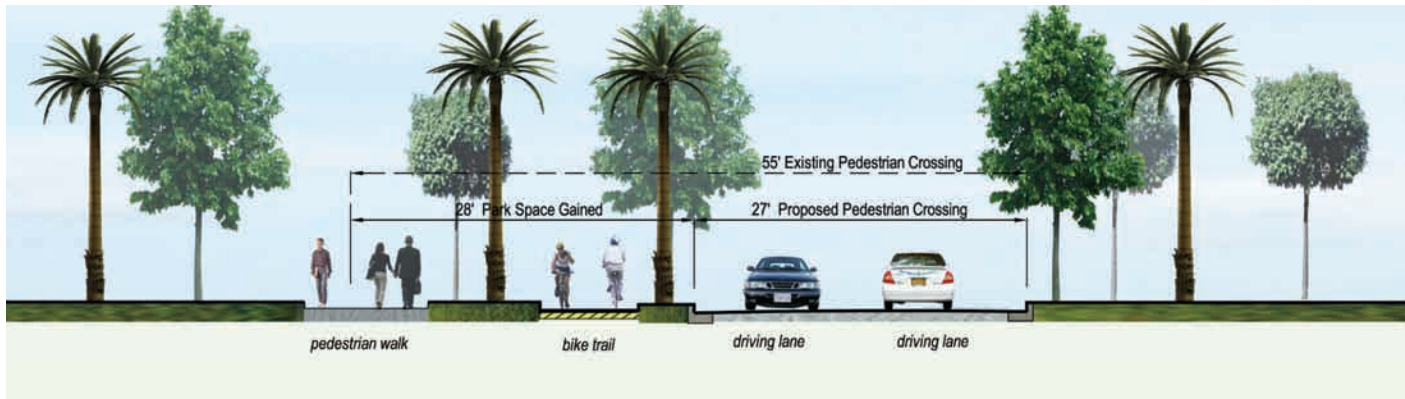 55' Existing Pedestrian Crossing
28' Park Space Gained
27' Proposed Pedestrian Crossing
pedestrian walk
bike trail
driving lane
driving lane